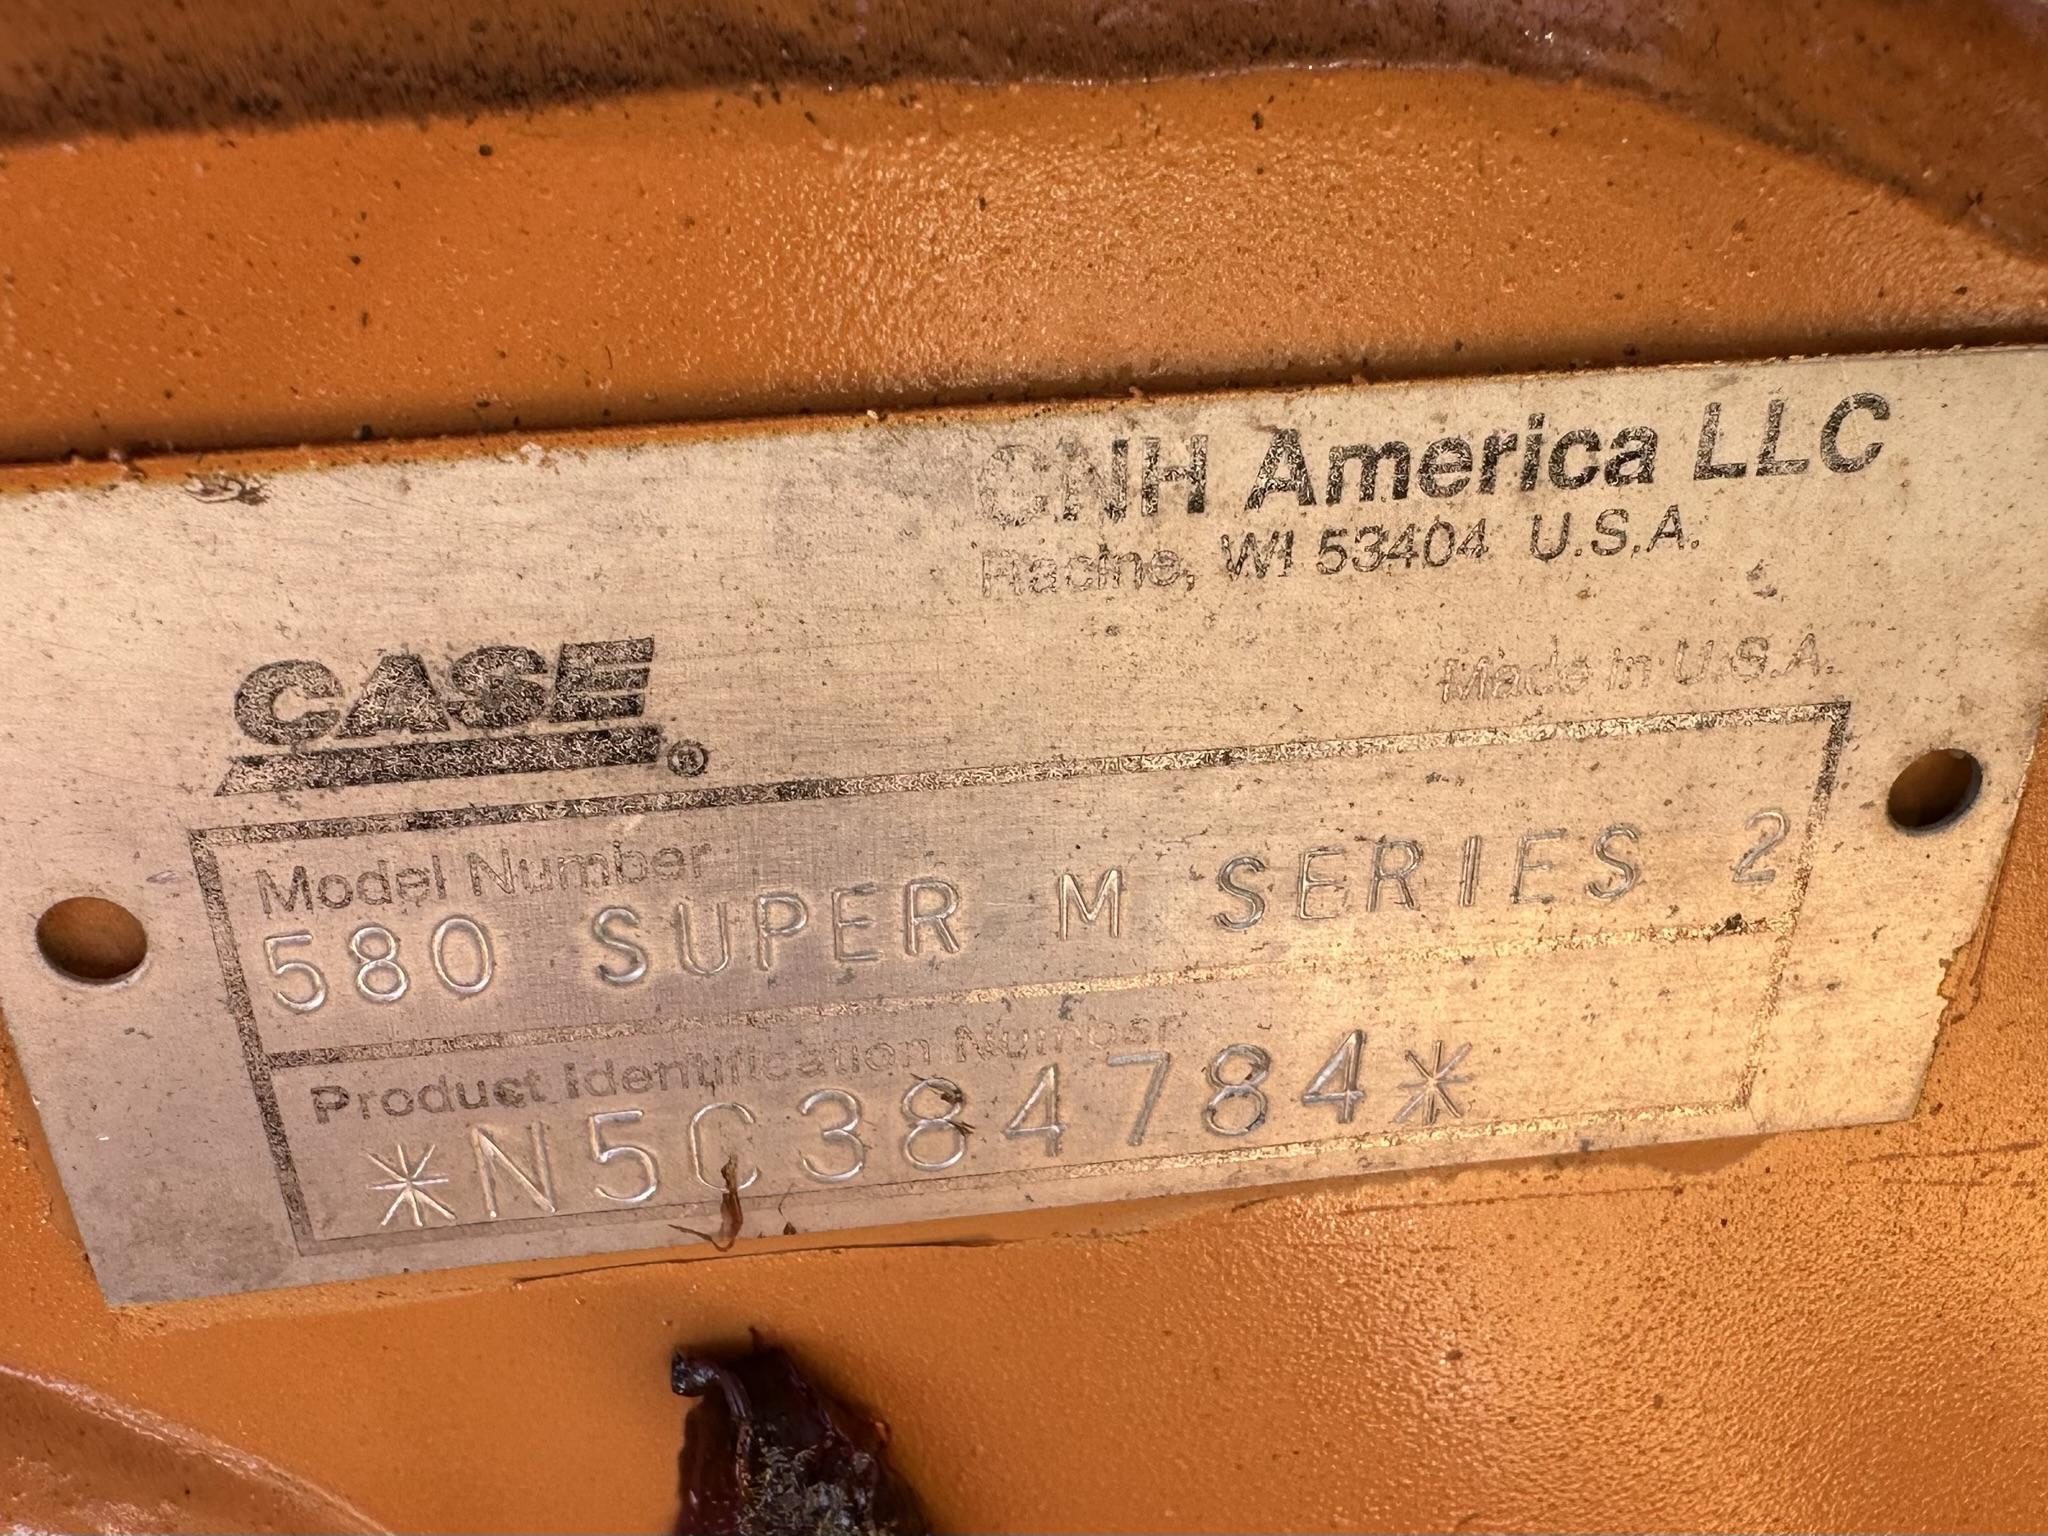 CNH America LLC
Racine, WI 53404 U.S.A.
Made in U.S.A.
CASE®
Model Number
580 SUPER M SERIES 2
Product Identification Number
*N5C384784*